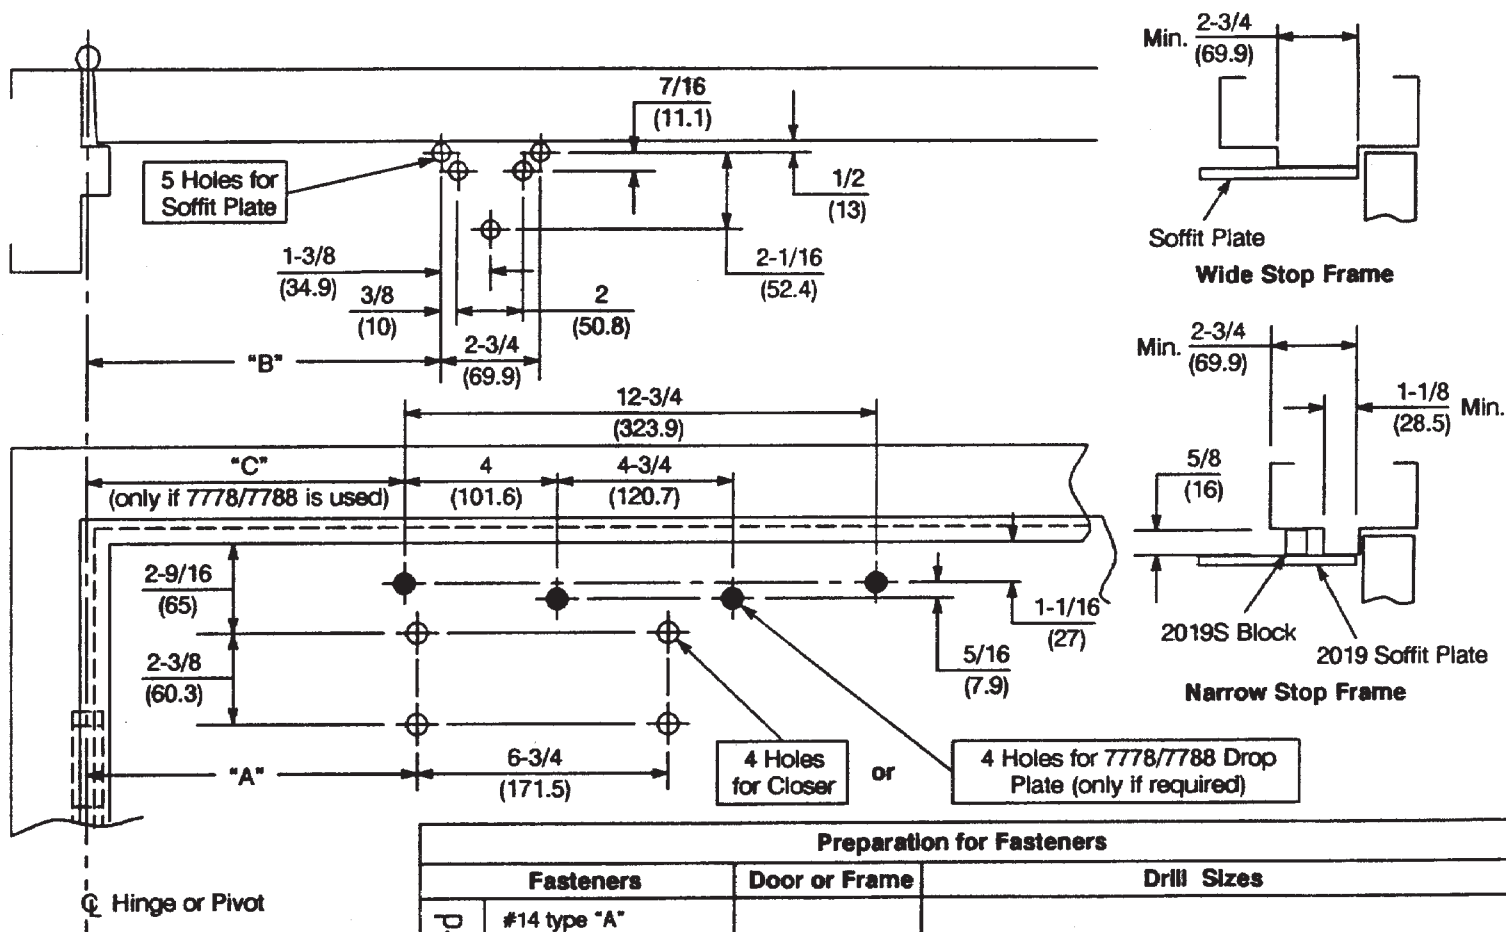 2-3/4
Min.
(69.9)
7/16
(11.1)
5 Holes for
Soffit Plate
1/2
(13)
Soffit Plate
Wide Stop Frame
1-3/8
(34.9)
2-1/16
(52.4)
3/8
(10)
2
(50.8)
"B"
2-3/4
(69.9)
2-3/4
Min.
(69.9)
12-3/4
(323.9)
1-1/8
(28.5)
Min.
"C"
(only if 7778/7788 is used)
4
(101.6)
4-3/4
(120.7)
5/8
(16)
2-9/16
(65)
1-1/16
(27)
2019S Block
2019 Soffit Plate
Narrow Stop Frame
2-3/8
(60.3)
5/16
(7.9)
"A"
6-3/4
(171.5)
4 Holes
for Closer
or
4 Holes for 7778/7788 Drop
Plate (only if required)
Preparation for Fasteners
Fasteners Door or Frame Drill Sizes
℄ Hinge or Pivot
#14 type "A"